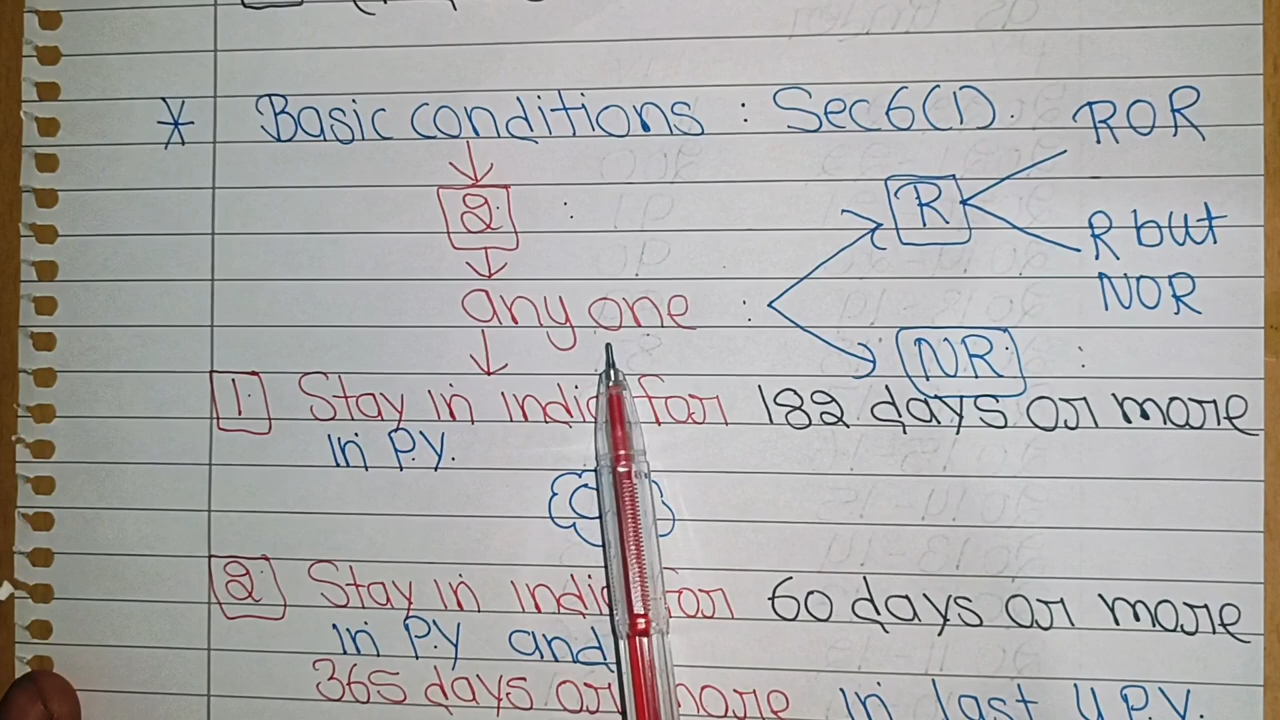 * Basic conditions : Sec 6(1). ROR
2 : R
R but
any one : NOR
NR :
1. Stay in india for 182 days or more
in P.Y.
OR
2. Stay in india for 60 days or more
in P.Y and
365 days or more in last 4 P.Y.